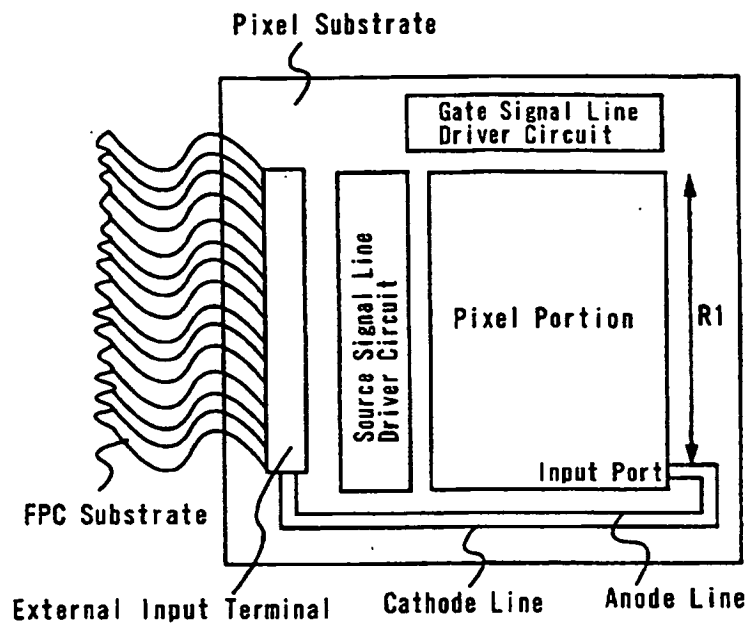 Pixel Substrate
Gate Signal Line
Driver Circuit
Source Signal Line
Driver Circuit
Pixel Portion
R1
Input Port
FPC Substrate
External Input Terminal
Cathode Line
Anode Line